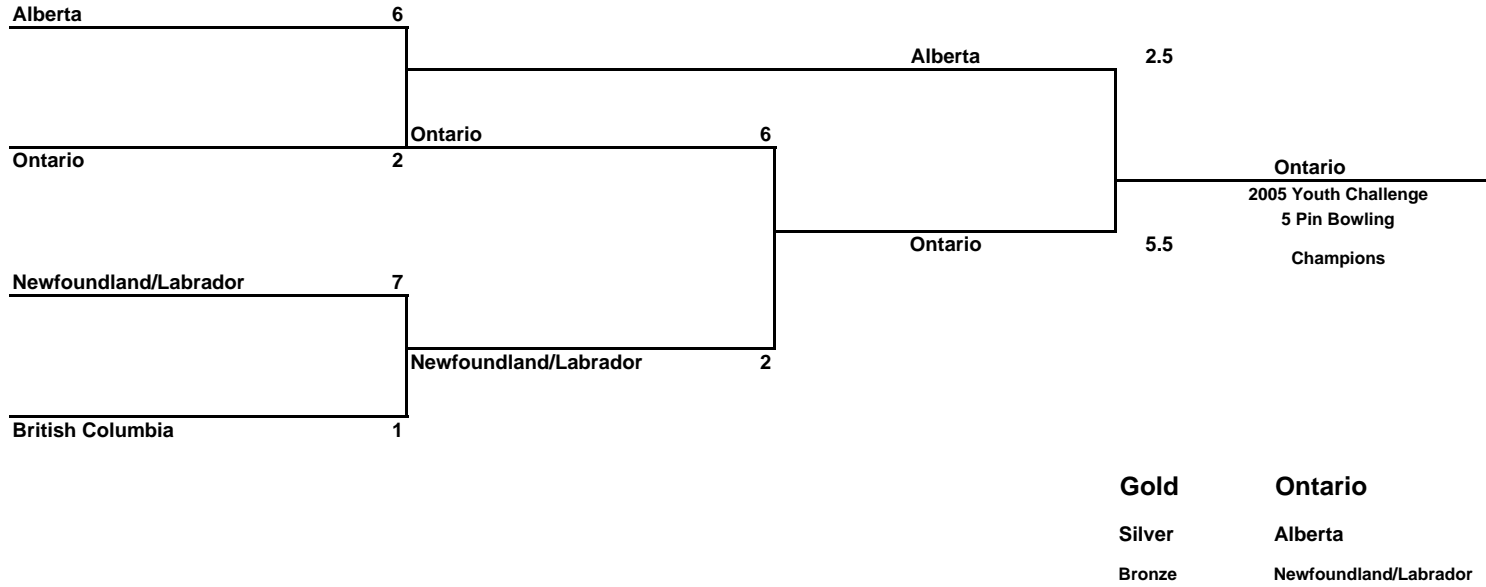 Alberta 6
Alberta 2.5
Ontario 6
Ontario 2
Ontario
2005 Youth Challenge
5 Pin Bowling
Ontario 5.5
Champions
Newfoundland/Labrador 7
Newfoundland/Labrador 2
British Columbia 1
Gold Ontario
Silver Alberta
Bronze Newfoundland/Labrador